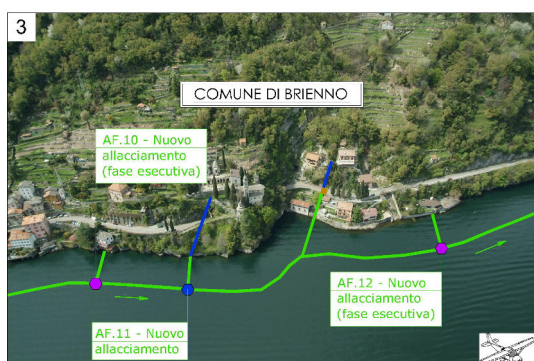 3
COMUNE DI BRIENNO
AF.10 - Nuovo
allacciamento
(fase esecutiva)
AF.12 - Nuovo
allacciamento
(fase esecutiva)
AF.11 - Nuovo
allacciamento